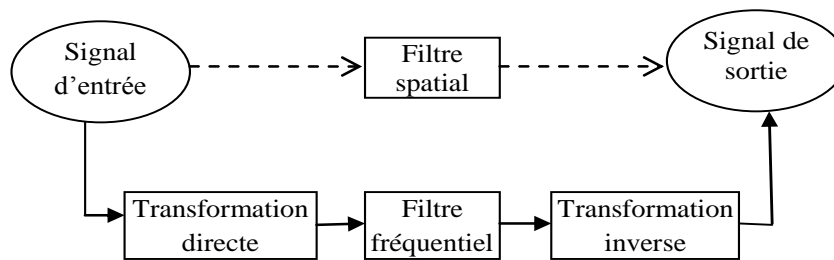 Signal
d'entrée
Filtre
spatial
Signal de
sortie
Transformation
directe
Filtre
fréquentiel
Transformation
inverse